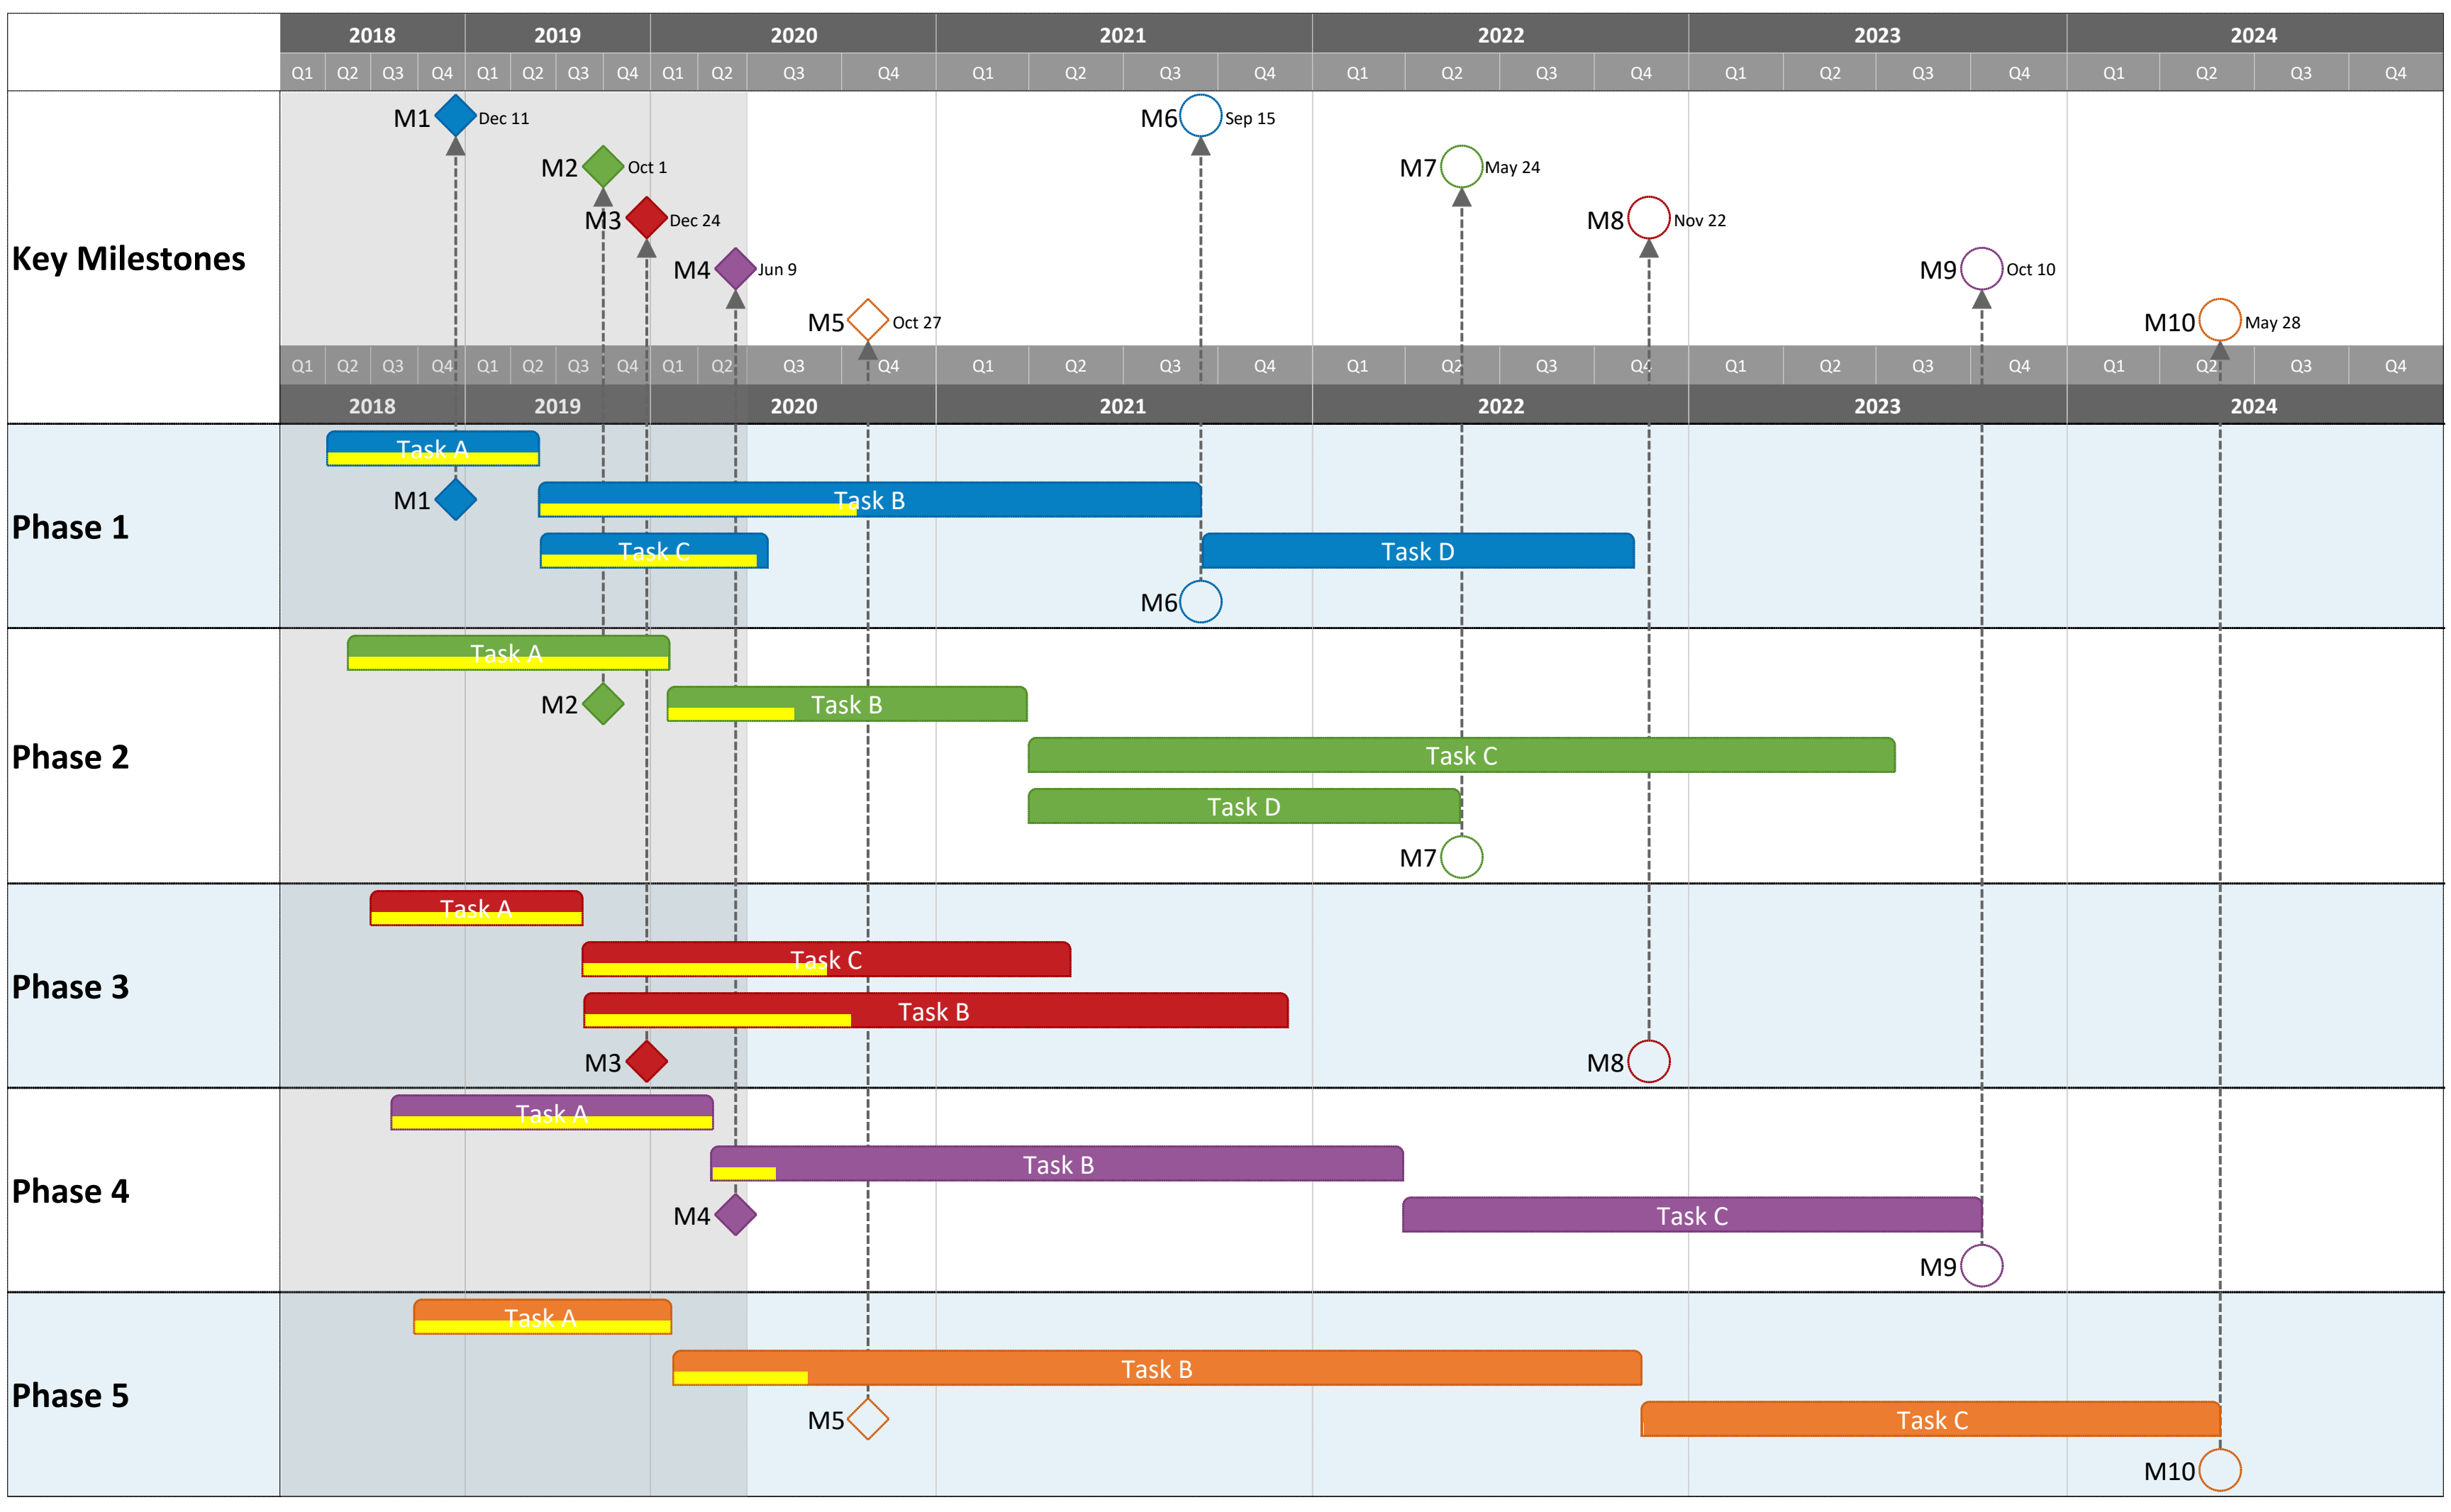 2018 2019 2020 2021 2022 2023 2024
Q1 Q2 Q3 Q4 Q1 Q2 Q3 Q4 Q1 Q2 Q3 Q4 Q1 Q2 Q3 Q4 Q1 Q2 Q3 Q4 Q1 Q2 Q3 Q4 Q1 Q2 Q3 Q4
M1 Dec 11 M6 Sep 15
M2 Oct 1 M7 May 24
M3 Dec 24 M8 Nov 22
Key Milestones
M4 Jun 9 M9 Oct 10
M5 Oct 27 M10 May 28
Q1 Q2 Q3 Q4 Q1 Q2 Q3 Q4 Q1 Q2 Q3 Q4 Q1 Q2 Q3 Q4 Q1 Q2 Q3 Q4 Q1 Q2 Q3 Q4 Q1 Q2 Q3 Q4
2018 2019 2020 2021 2022 2023 2024
Phase 1
Task A
M1 Task B
Task C Task D
M6
Phase 2
Task A
M2 Task B
Task C
Task D
M7
Phase 3
Task A
Task C
Task B
M3 M8
Phase 4
Task A
Task B
M4 Task C
M9
Phase 5
Task A
Task B
M5 Task C
M10